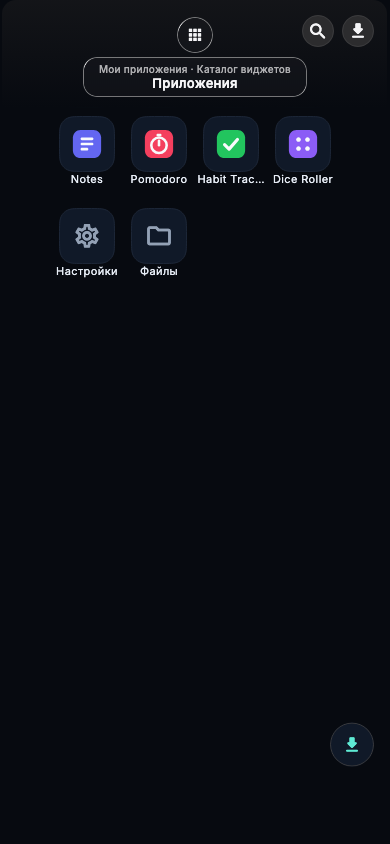 Мои приложения · Каталог виджетов
Приложения
Notes
Pomodoro
Habit Trac...
Dice Roller
Настройки
Файлы